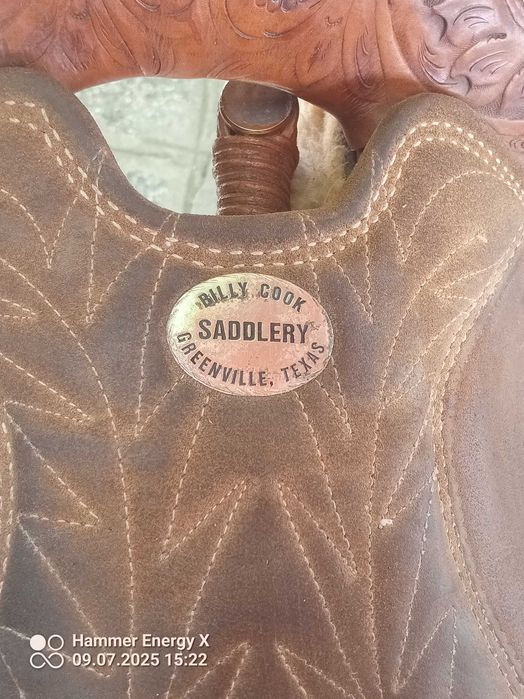 BILLY COOK
SADDLERY
GREENVILLE, TEXAS
Hammer Energy X
09.07.2025 15:22